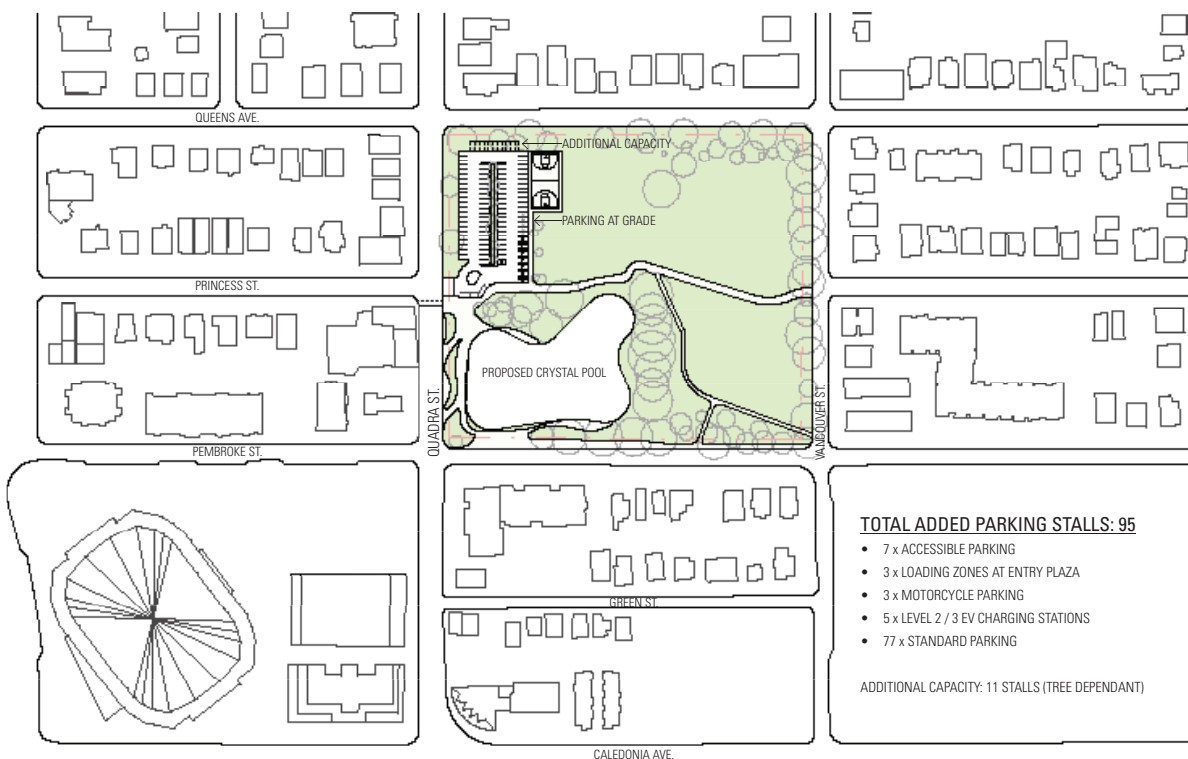 QUEENS AVE.
ADDITIONAL CAPACITY
PARKING AT GRADE
PRINCESS ST.
PROPOSED CRYSTAL POOL
QUADRA ST.
VANCOUVER ST.
PEMBROKE ST.
TOTAL ADDED PARKING STALLS: 95
• 7 x ACCESSIBLE PARKING
• 3 x LOADING ZONES AT ENTRY PLAZA
• 3 x MOTORCYCLE PARKING
• 5 x LEVEL 2 / 3 EV CHARGING STATIONS
• 77 x STANDARD PARKING
ADDITIONAL CAPACITY: 11 STALLS (TREE DEPENDANT)
GREEN ST.
CALEDONIA AVE.